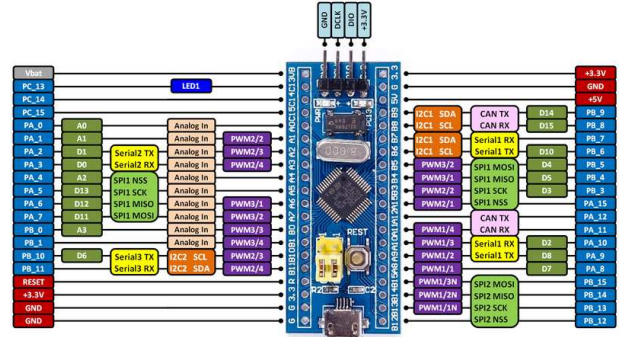 GND DCLK DIO +3.3V
Vbat
PC_13 LED1
PC_14
PC_15
PA_0 A0 Analog In
PA_1 A1 Analog In PWM2/2
PA_2 D1 Serial2 TX Analog In PWM2/3
PA_3 D0 Serial2 RX Analog In PWM2/4
PA_4 A2 SPI1 NSS Analog In
PA_5 D13 SPI1 SCK Analog In
PA_6 D12 SPI1 MISO Analog In PWM3/1
PA_7 D11 SPI1 MOSI Analog In PWM3/2
PB_0 A3 Analog In PWM3/3
PB_1 Analog In PWM3/4
PB_10 D6 Serial3 TX I2C2 SCL PWM2/3
PB_11 Serial3 RX I2C2 SDA PWM2/4
RESET
+3.3V
GND
GND
REST
R2 C2
+3.3V
GND
+5V
I2C1 SDA CAN TX D14 PB_9
I2C1 SCL CAN RX D15 PB_8
I2C1 SDA Serial1 RX PB_7
I2C1 SCL Serial1 TX D10 PB_6
PWM3/2 SPI1 MOSI D4 PB_5
PWM3/1 SPI1 MISO D5 PB_4
PWM2/2 SPI1 SCK D3 PB_3
PWM2/1 SPI1 NSS PA_15
CAN TX PA_12
PWM1/4 CAN RX PA_11
PWM1/3 Serial1 RX D2 PA_10
PWM1/2 Serial1 TX D8 PA_9
PWM1/1 D7 PA_8
PWM1/3N SPI2 MOSI PB_15
PWM1/2N SPI2 MISO PB_14
PWM1/1N SPI2 SCK PB_13
SPI2 NSS PB_12